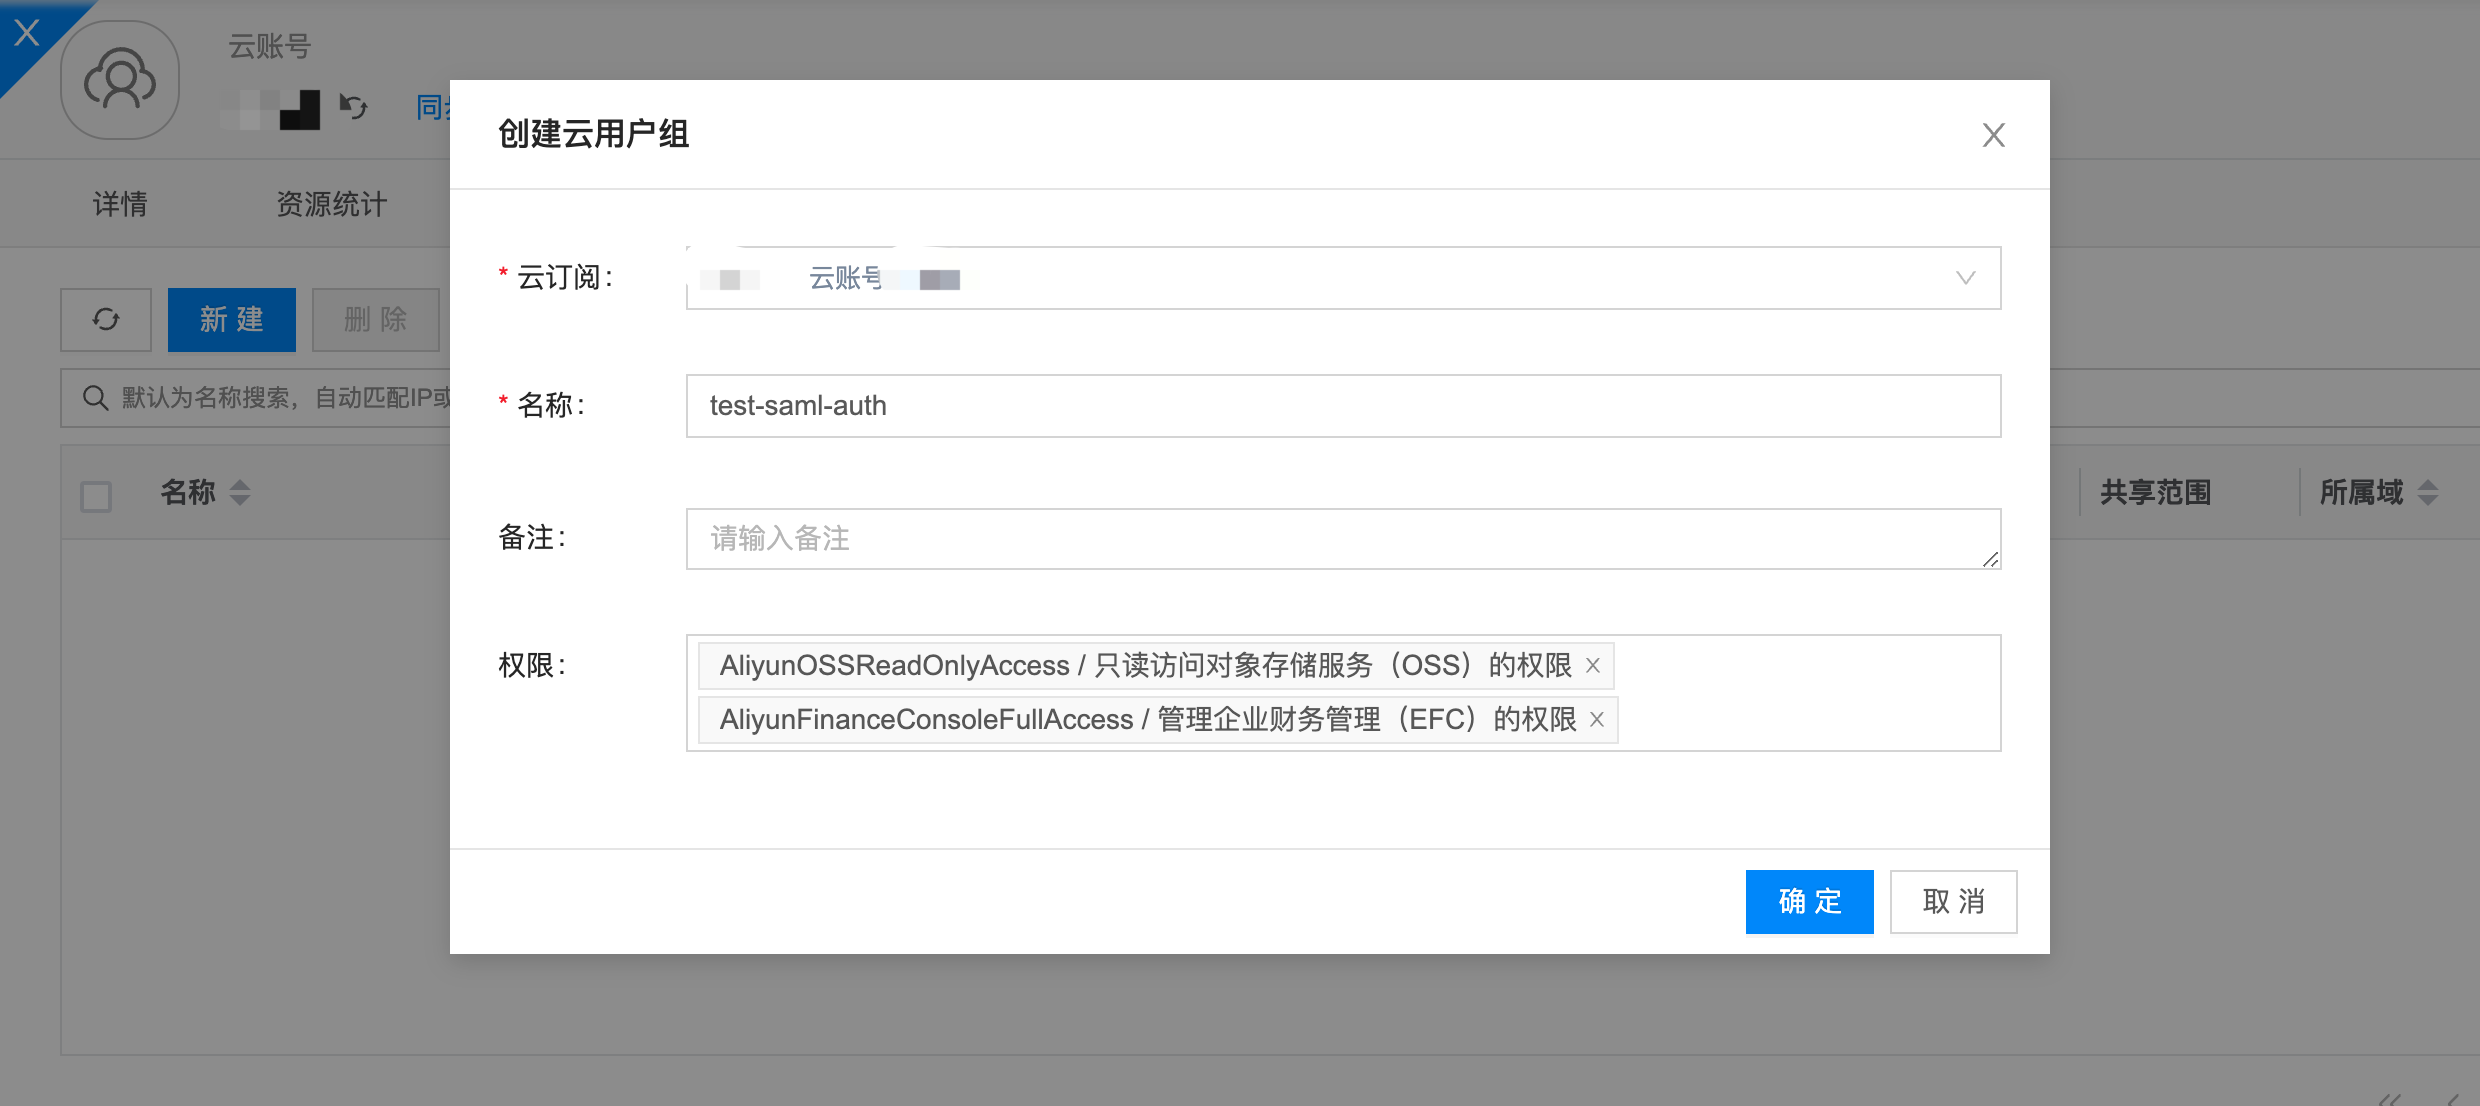 云账号
同步
创建云用户组
详情
资源统计
* 云订阅:
云账号
新 建
删 除
默认为名称搜索，自动匹配IP或
* 名称:
test-saml-auth
名称
共享范围
所属域
备注:
请输入备注
权限:
AliyunOSSReadOnlyAccess / 只读访问对象存储服务（OSS）的权限
AliyunFinanceConsoleFullAccess / 管理企业财务管理（EFC）的权限
确 定
取 消